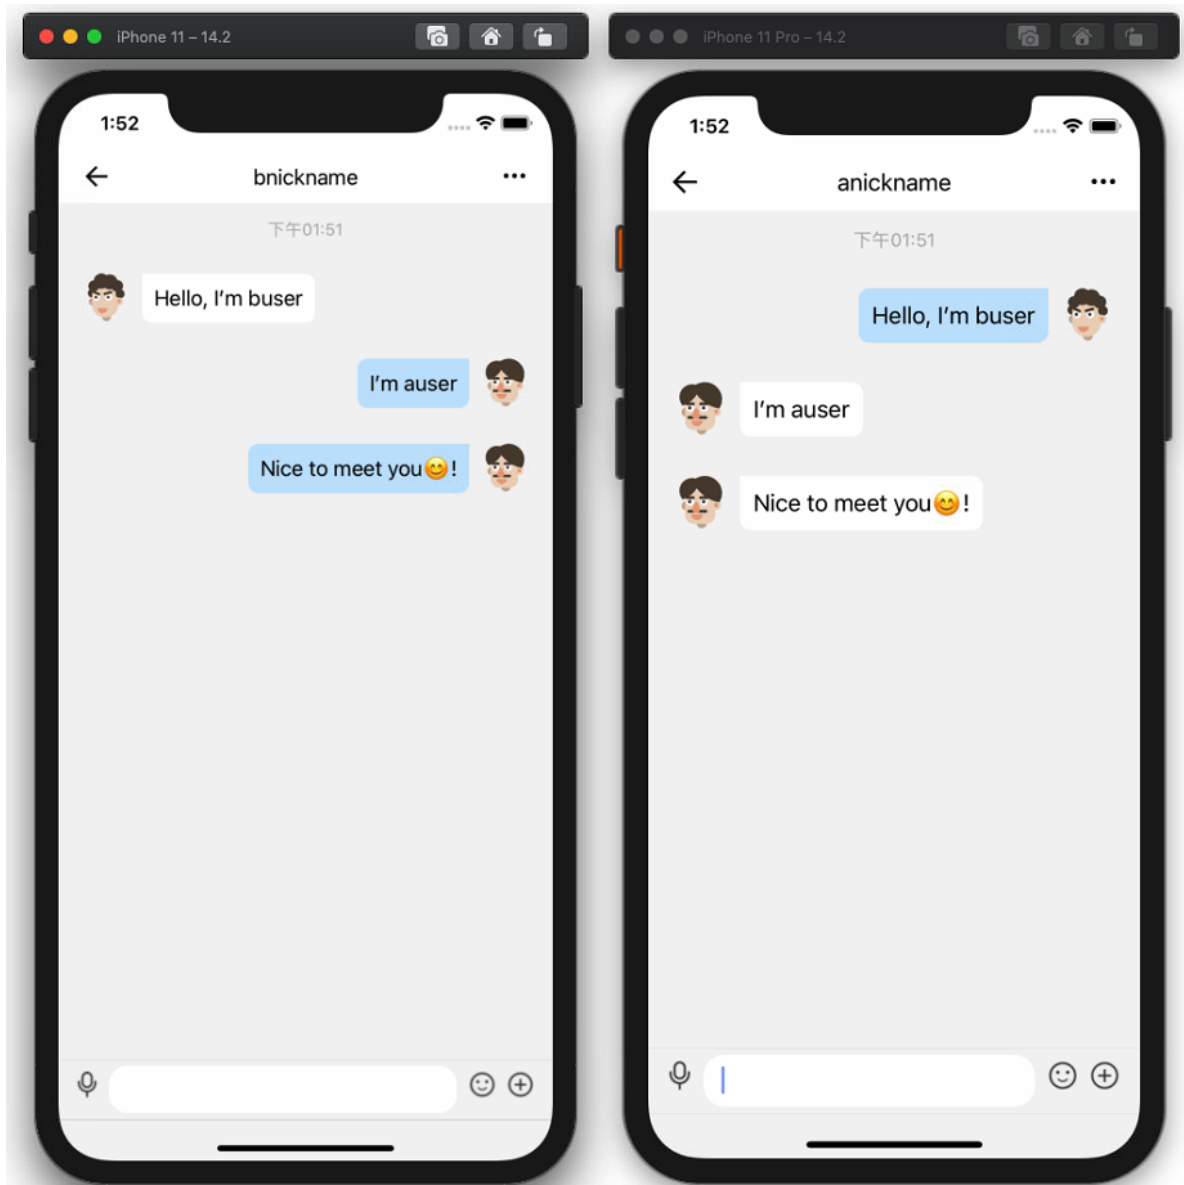 iPhone 11 – 14.2
1:52
bnickname
下午01:51
Hello, I'm buser
I'm auser
Nice to meet you😊!
iPhone 11 Pro – 14.2
1:52
anickname
下午01:51
Hello, I'm buser
I'm auser
Nice to meet you😊!